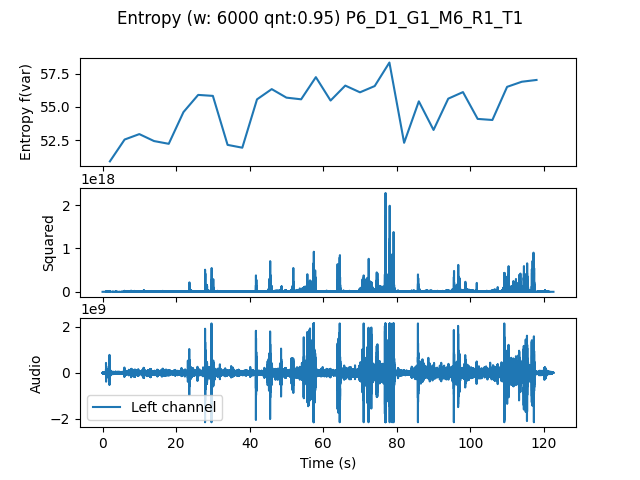 Entropy (w: 6000 qnt:0.95) P6_D1_G1_M6_R1_T1
Entropy f(var)
57.5
55.0
52.5
1e18
Squared
2
1
0
1e9
Audio
2
0
−2
Left channel
0 20 40 60 80 100 120
Time (s)